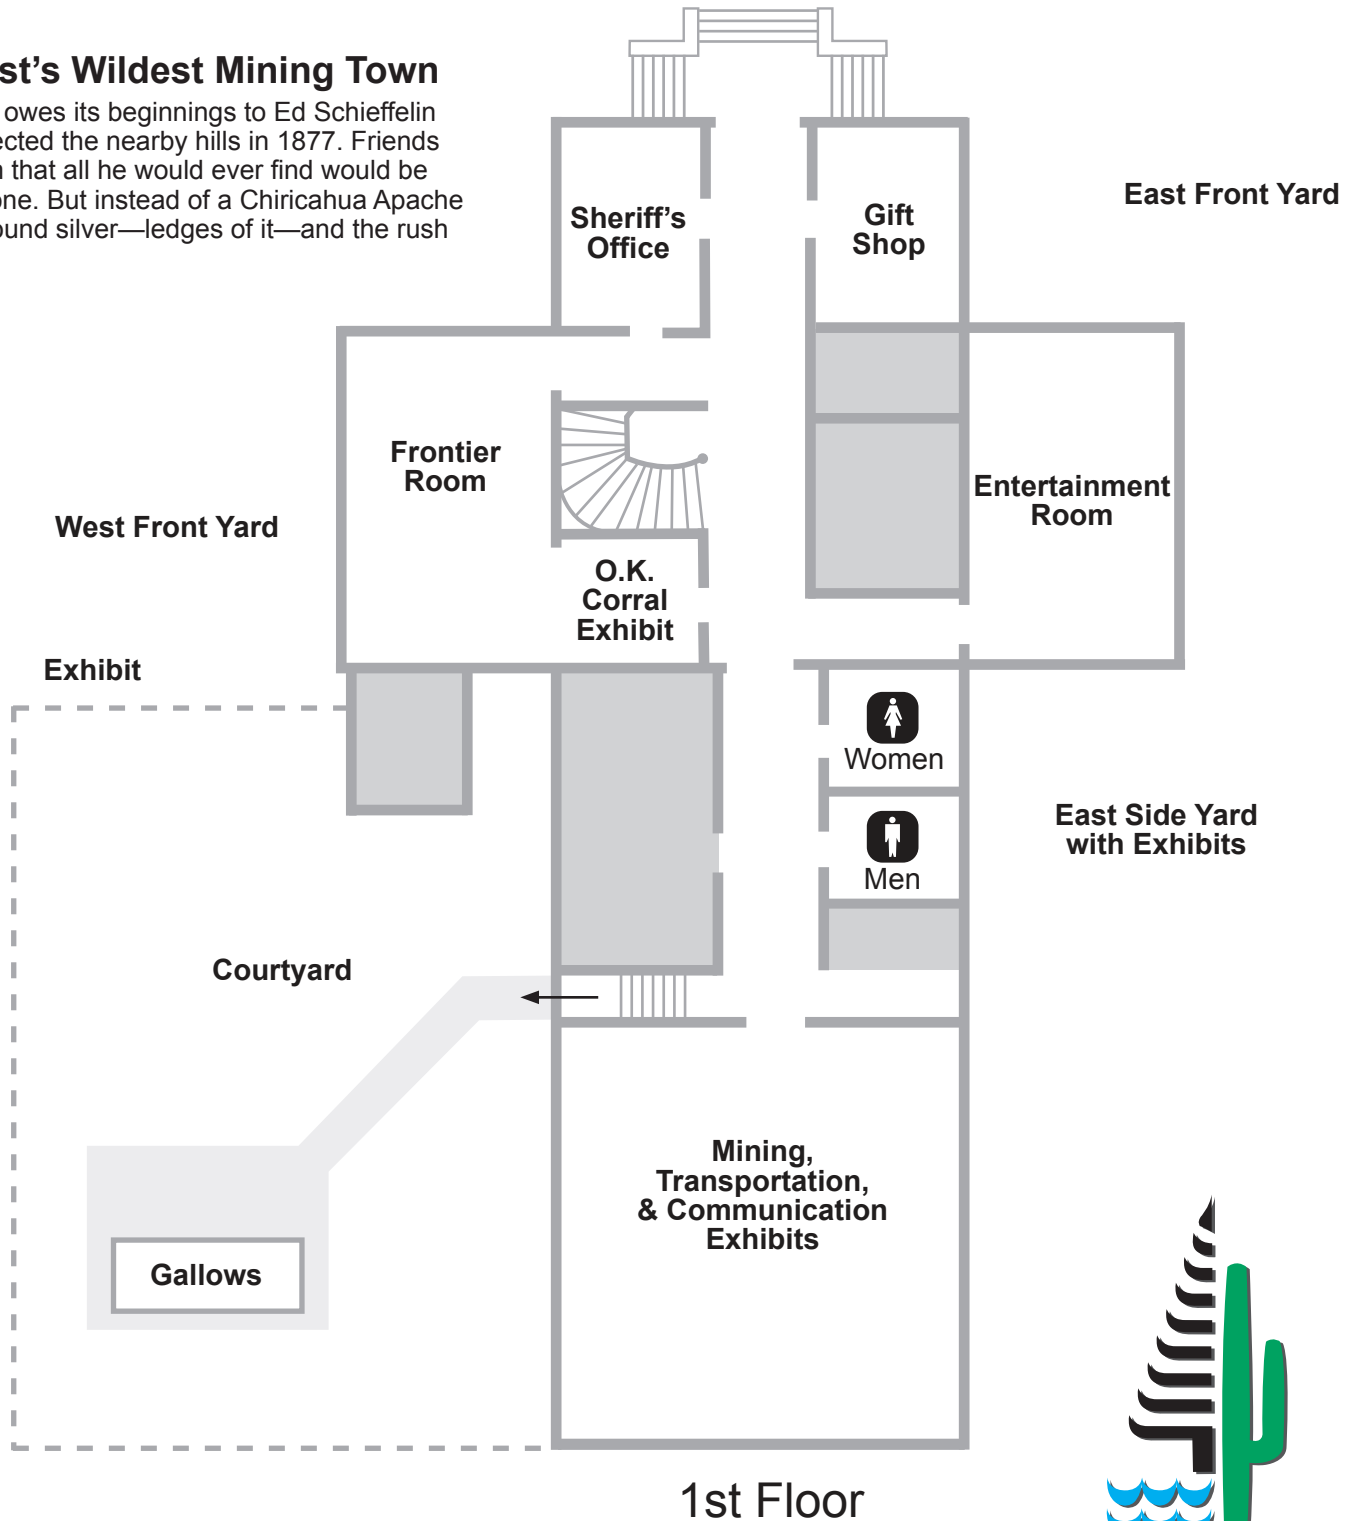 st's Wildest Mining Town
owes its beginnings to Ed Schieffelin
ected the nearby hills in 1877. Friends
that all he would ever find would be
one. But instead of a Chiricahua Apache
ound silver—ledges of it—and the rush
East Front Yard
Sheriff's
Office
Gift
Shop
Frontier
Room
Entertainment
Room
West Front Yard
O.K.
Corral
Exhibit
Exhibit
Women
East Side Yard
with Exhibits
Men
Courtyard
Mining,
Transportation,
& Communication
Exhibits
Gallows
1st Floor